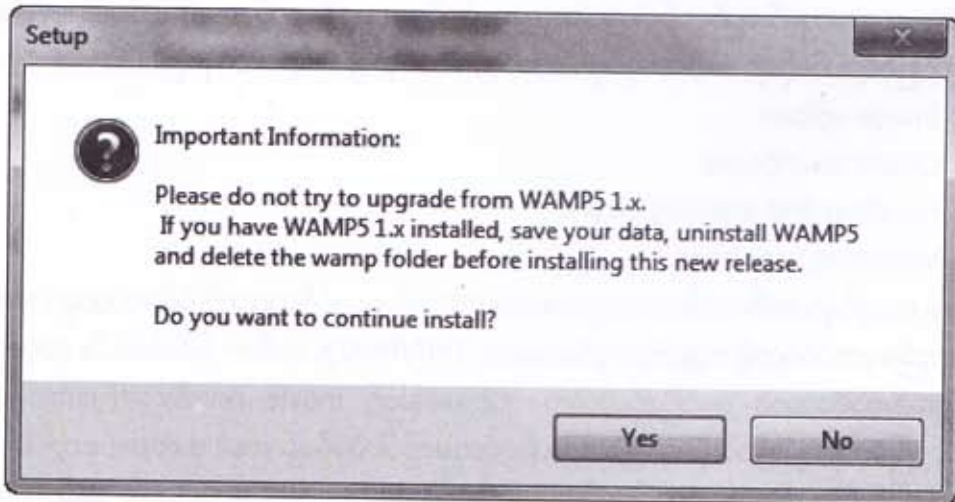 Setup
Important Information:
Please do not try to upgrade from WAMP5 1.x.
If you have WAMP5 1.x installed, save your data, uninstall WAMP5
and delete the wamp folder before installing this new release.
Do you want to continue install?
Yes
No